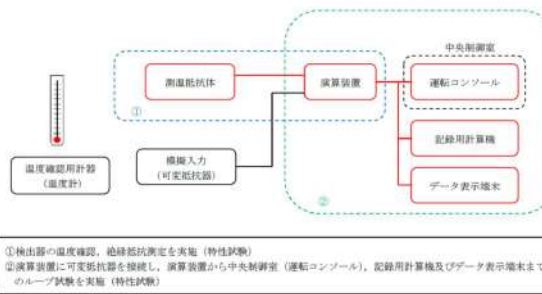 中央制御室
測温抵抗体
演算装置
運転コンソール
①
模擬入力
(可変抵抗器)
記録用計算機
温度確認用計器
(温度計)
データ表示端末
②
①検出器の温度確認,絶縁抵抗測定を実施(特性試験)
②演算装置に可変抵抗器を接続し,演算装置から中央制御室(運転コンソール),記録用計算機及びデータ表示端末まで
のループ試験を実施(特性試験)